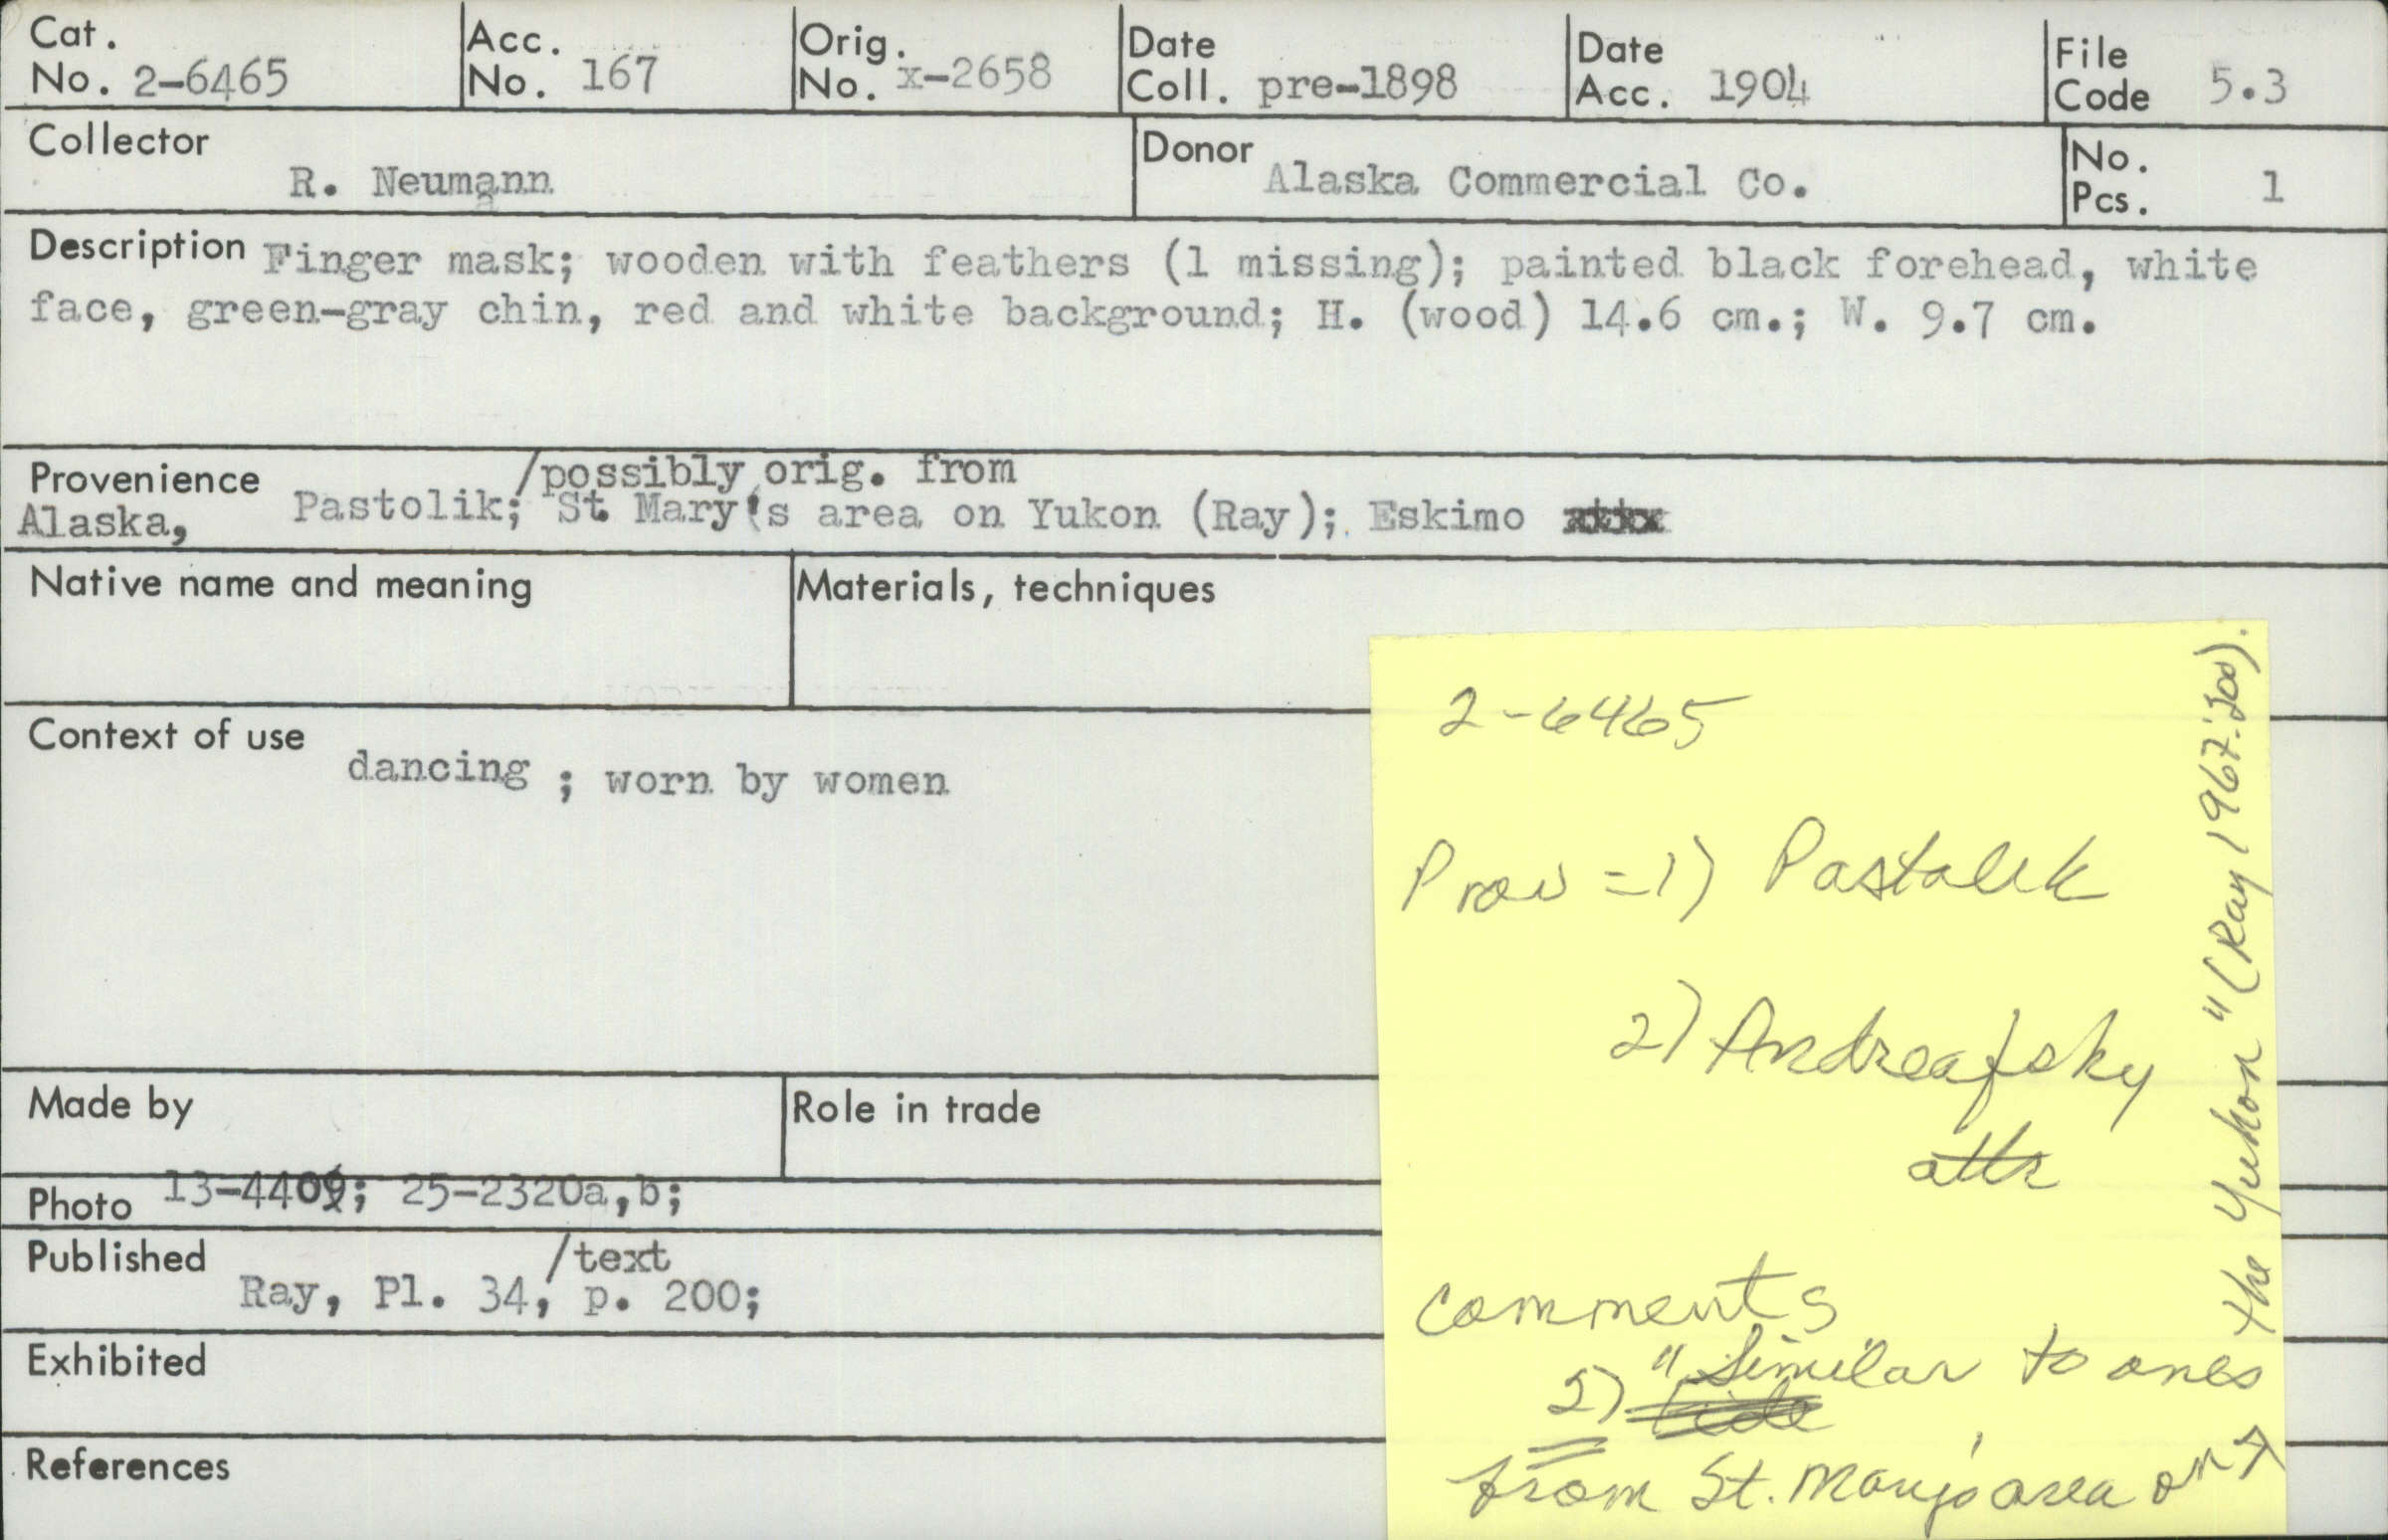 Cat. No. 2-6465
Acc. No. 167
Orig. No. x-2658
Date Coll. pre-1898
Date Acc. 1904
File Code 5.3
Collector R. Neumann
Donor Alaska Commercial Co.
No. Pcs. 1
Description Finger mask; wooden with feathers (1 missing); painted black forehead, white
face, green-gray chin, red and white background; H. (wood) 14.6 cm.; W. 9.7 cm.
Provenience /possibly orig. from
Alaska, Pastolik; St. Mary's area on Yukon (Ray); Eskimo
Native name and meaning
Materials, techniques
Context of use dancing ; worn by women
Made by
Role in trade
Photo 13-4409; 25-2320a,b;
Published /text
Ray, Pl. 34, p. 200;
Exhibited
References
2-6465
Prov = 1) Pastolik
2) Andreafsky
attr
Comments
2) "Similar to ones
from St. Mary's area on →
the Yukon" (Ray 1967:200).